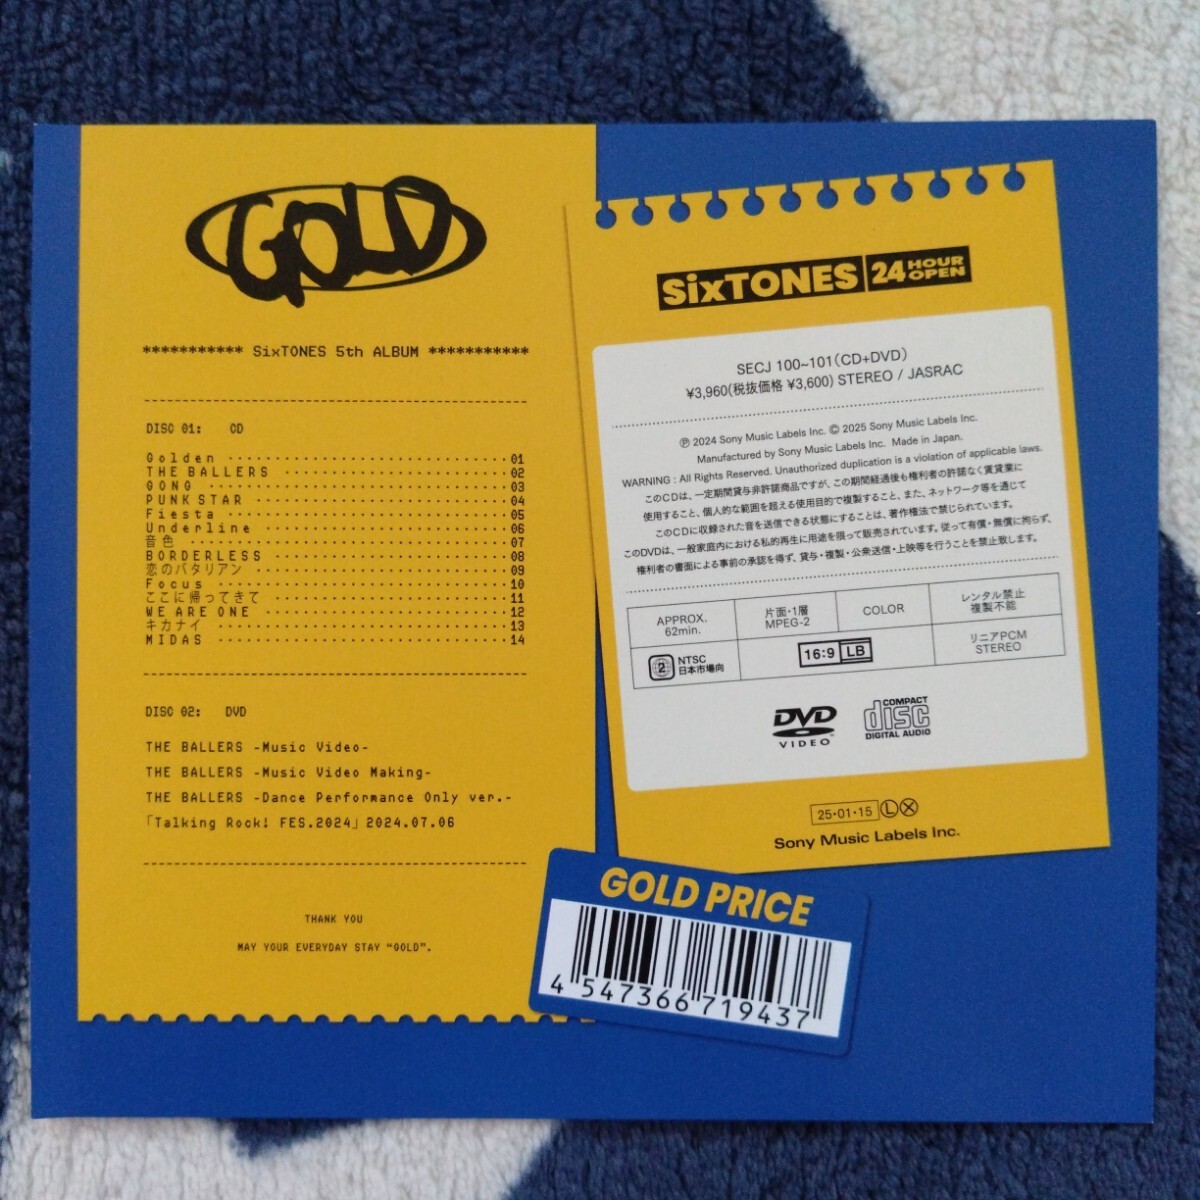 GOLD
*********** SixTONES 5th ALBUM ***********
DISC 01: CD
Golden 01
THE BALLERS 02
GONG 03
PUNK STAR 04
Fiesta 05
Underline 06
音色 07
BORDERLESS 08
恋のバタリアン 09
Focus 10
ここに帰ってきて 11
WE ARE ONE 12
キカナイ 13
MIDAS 14
DISC 02: DVD
THE BALLERS -Music Video-
THE BALLERS -Music Video Making-
THE BALLERS -Dance Performance Only ver.-
「Talking Rock! FES.2024」2024.07.06
THANK YOU
MAY YOUR EVERYDAY STAY “GOLD”.
SixTONES 24 HOUR OPEN
SECJ 100~101(CD+DVD)
¥3,960(税抜価格 ¥3,600) STEREO / JASRAC
℗ 2024 Sony Music Labels Inc. © 2025 Sony Music Labels Inc.
Manufactured by Sony Music Labels Inc. Made in Japan.
WARNING : All Rights Reserved. Unauthorized duplication is a violation of applicable laws.
このCDは、一定期間貸与非許諾商品ですが、この期間経過後も権利者の許諾なく賃貸業に
使用すること、個人的な範囲を超える使用目的で複製すること、また、ネットワーク等を通じて
このCDに収録された音を送信できる状態にすることは、著作権法で禁じられています。
このDVDは、一般家庭内における私的再生に用途を限って販売されています。従って有償・無償に拘らず、
権利者の書面による事前の承認を得ず、貸与・複製・公衆送信・上映等を行うことを禁止致します。
APPROX. 62min.
片面・1層 MPEG-2
COLOR
レンタル禁止 複製不能
2 NTSC 日本市場向
16:9 LB
リニアPCM STEREO
DVD VIDEO
COMPACT disc DIGITAL AUDIO
25・01・15 Ⓛ Ⓧ
Sony Music Labels Inc.
GOLD PRICE
4 547366 719437